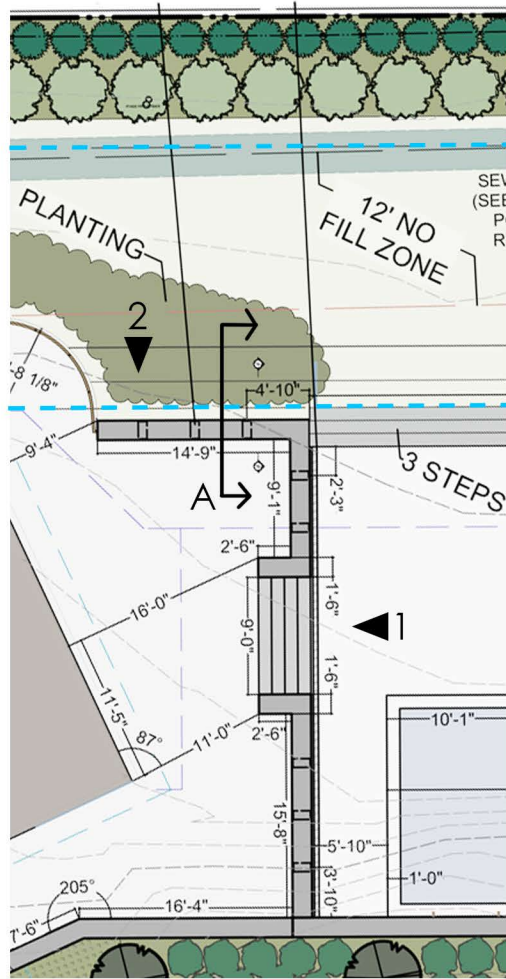 8
SEW
(SEE
P
R
PLANTING
12' NO
FILL ZONE
2
-8 1/8"
4'-10"
9'-4"
14'-9"
A
9'-1"
2'-3"
3 STEPS
2'-6"
16'-0"
9'-0"
1'-6"
1
1'-6"
11'-5"
87°
11'-0"
2'-6"
10'-1"
15'-8"
5'-10"
3'-10"
1'-0"
205°
16'-4"
7'-6"